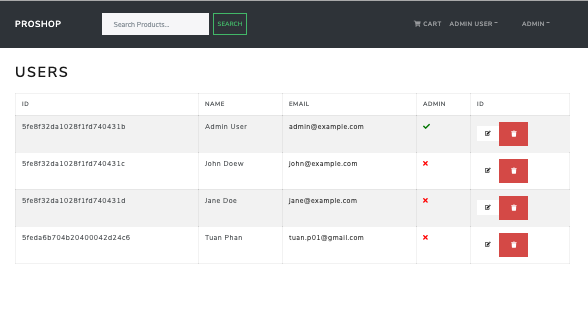 PROSHOP Search Products... SEARCH CART ADMIN USER ADMIN
USERS
ID NAME EMAIL ADMIN ID
5fe8f32da1028f1fd740431b Admin User admin@example.com
5fe8f32da1028f1fd740431c John Doew john@example.com
5fe8f32da1028f1fd740431d Jane Doe jane@example.com
5feda6b704b20400042d24c6 Tuan Phan tuan.p01@gmail.com